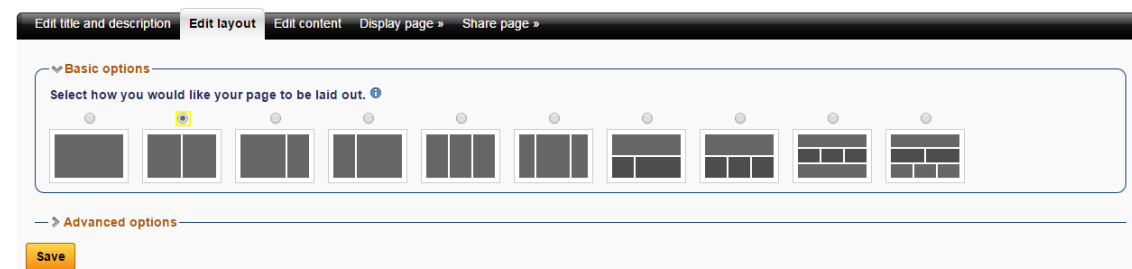 Edit title and description Edit layout Edit content Display page » Share page »
Basic options
Select how you would like your page to be laid out.
Advanced options
Save